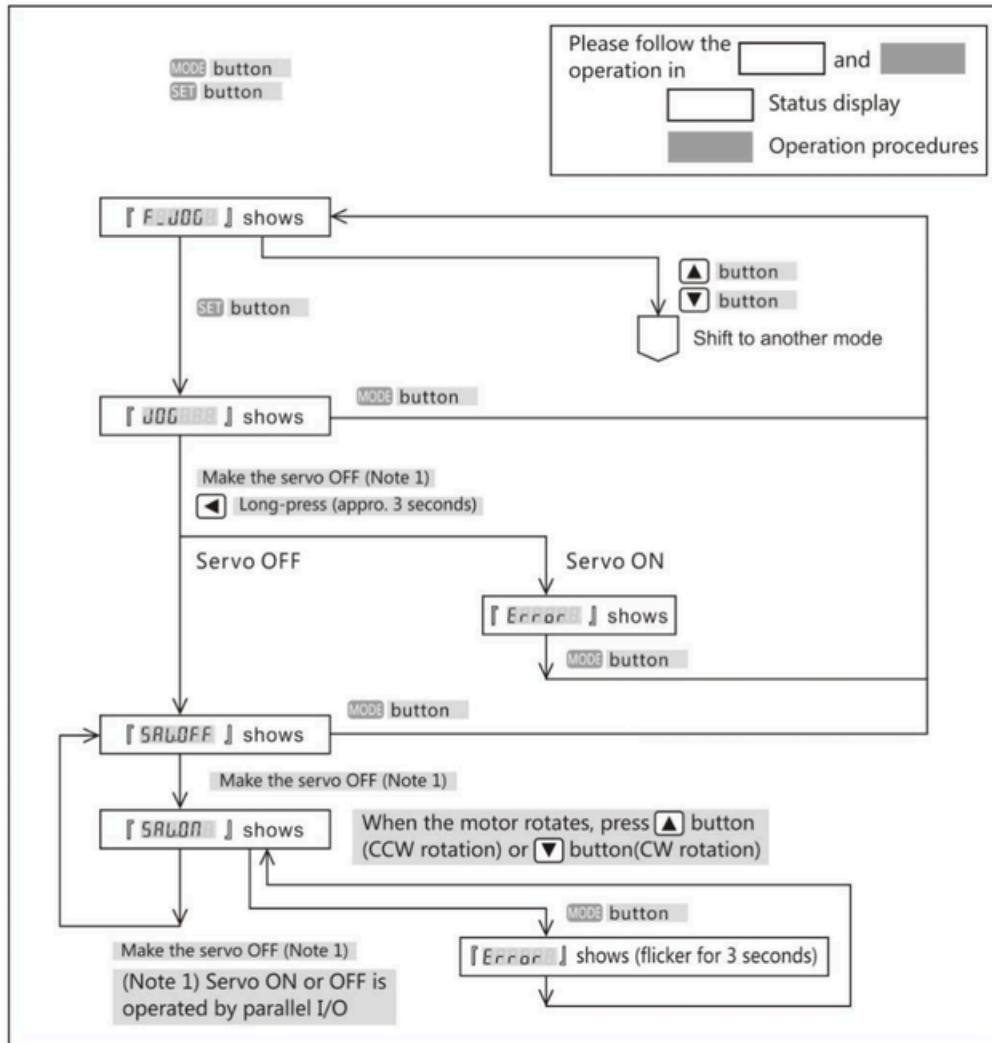 MODE button
SET button
Please follow the
operation in and
Status display
Operation procedures
『 F_JOG 』 shows
▲ button
▼ button
SET button
Shift to another mode
『 JOG 』 shows
MODE button
Make the servo OFF (Note 1)
◀ Long-press (appro. 3 seconds)
Servo OFF
Servo ON
『 Error 』 shows
MODE button
MODE button
『 SRV.OFF 』 shows
Make the servo OFF (Note 1)
『 SRV.ON 』 shows
When the motor rotates, press ▲ button
(CCW rotation) or ▼ button(CW rotation)
MODE button
Make the servo OFF (Note 1)
『 Error 』 shows (flicker for 3 seconds)
(Note 1) Servo ON or OFF is
operated by parallel I/O